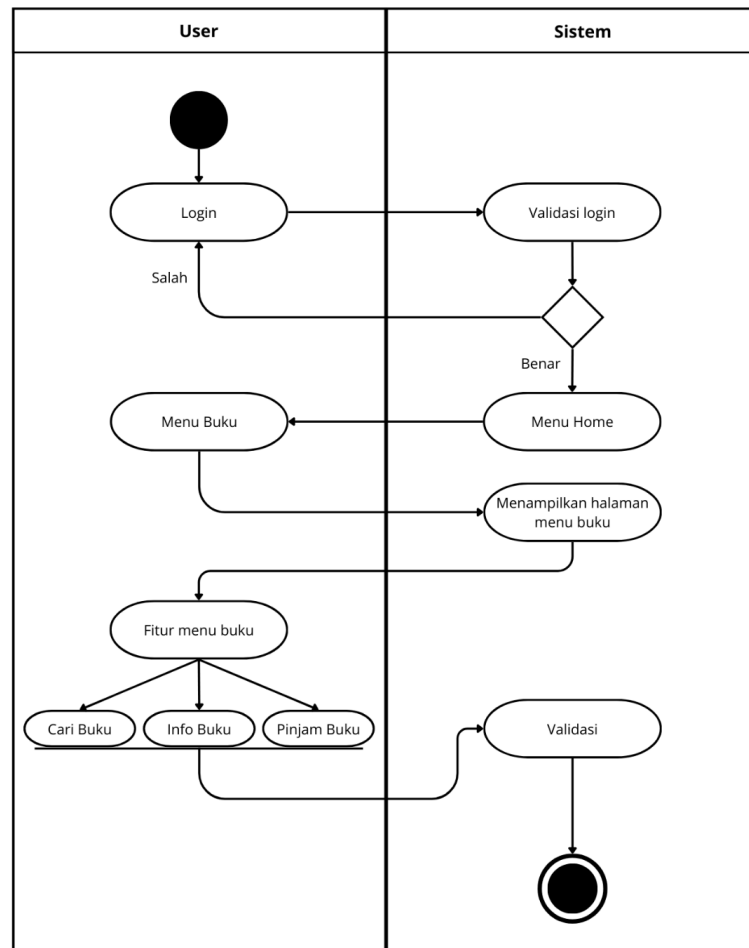 User
Sistem
Login
Validasi login
Salah
Benar
Menu Buku
Menu Home
Menampilkan halaman
menu buku
Fitur menu buku
Cari Buku
Info Buku
Pinjam Buku
Validasi